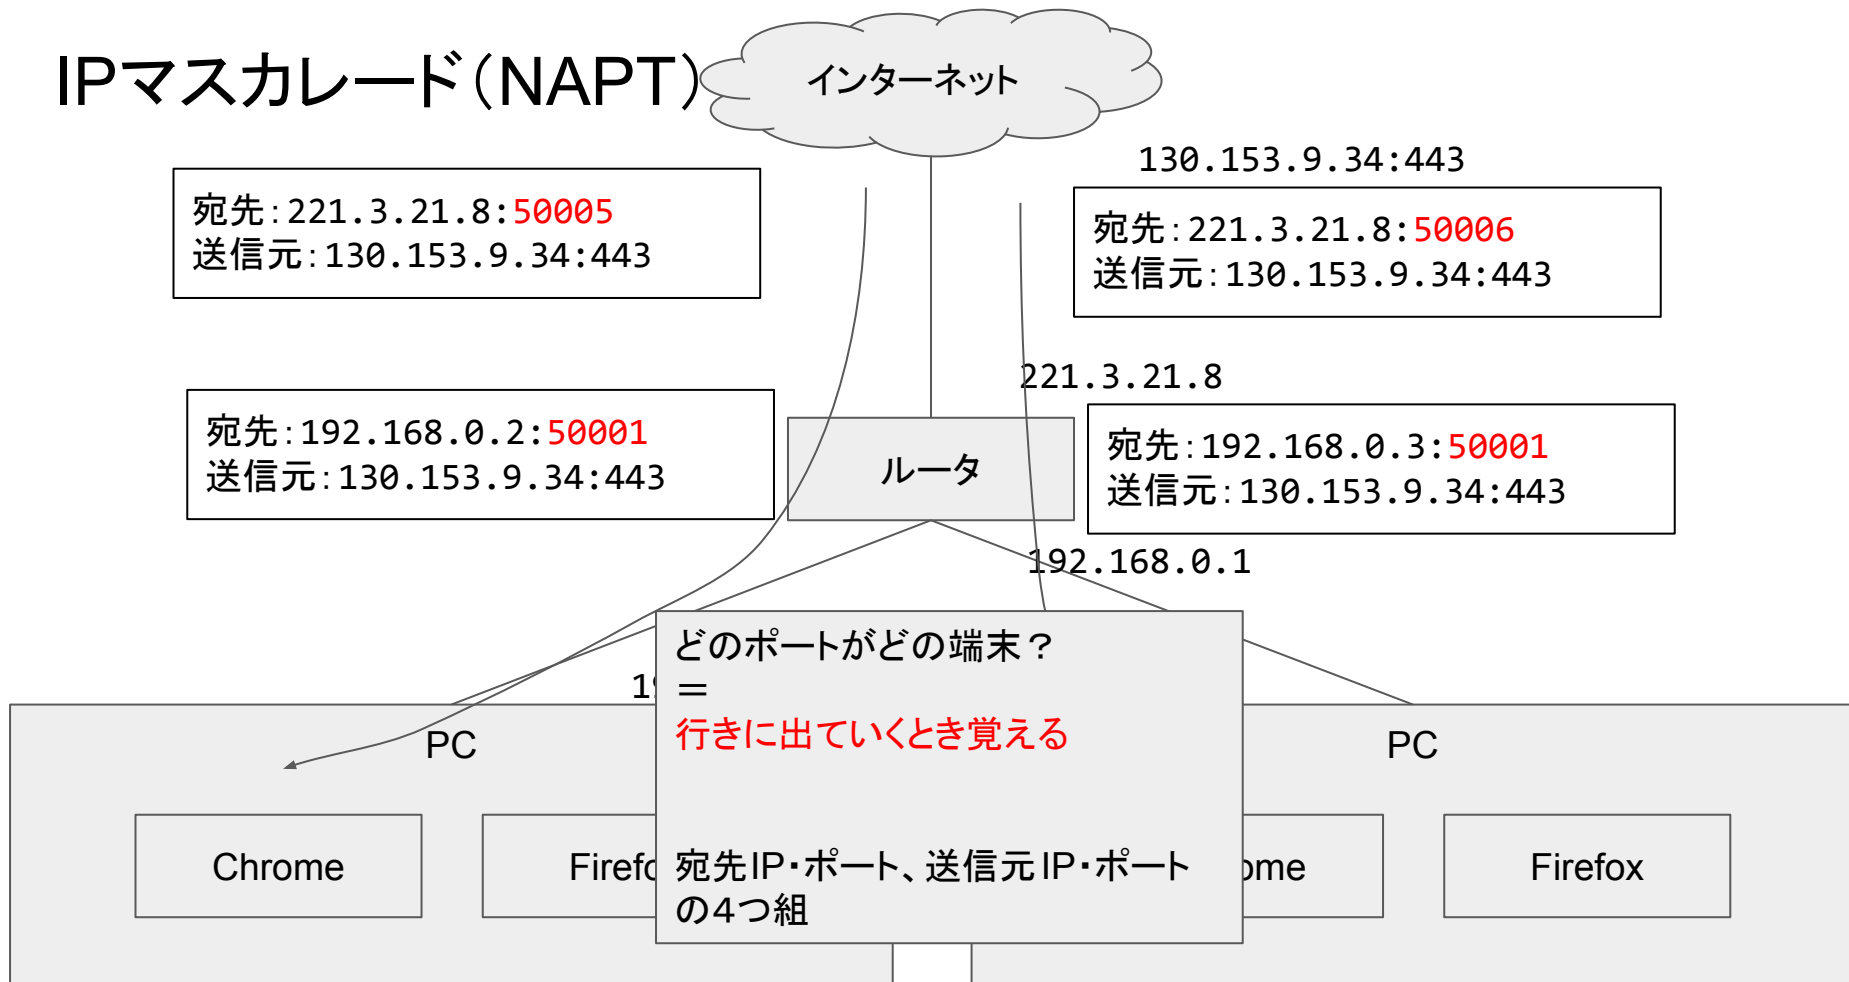 IPマスカレード(NAPT)
インターネット
130.153.9.34:443
宛先:221.3.21.8:50005
送信元:130.153.9.34:443
宛先:221.3.21.8:50006
送信元:130.153.9.34:443
221.3.21.8
宛先:192.168.0.2:50001
送信元:130.153.9.34:443
ルータ
宛先:192.168.0.3:50001
送信元:130.153.9.34:443
192.168.0.1
どのポートがどの端末?
=
行きに出ていくとき覚える
宛先IP・ポート、送信元IP・ポート
の4つ組
PC
PC
Chrome
Firefox